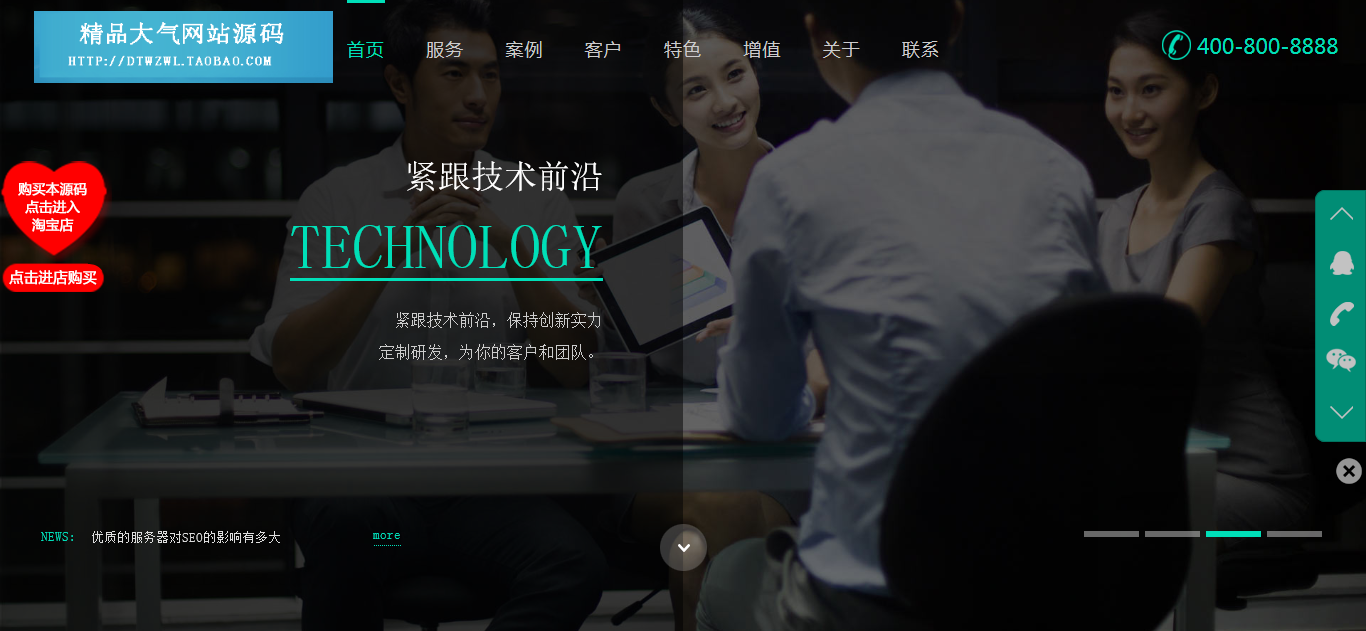 精品大气网站源码
HTTP://DTWZWL.TAOBAO.COM
首页 服务 案例 客户 特色 增值 关于 联系
400-800-8888
购买本源码
点击进入
淘宝店
点击进店购买
紧跟技术前沿
TECHNOLOGY
紧跟技术前沿，保持创新实力
定制研发，为你的客户和团队。
NEWS: 优质的服务器对SEO的影响有多大 more